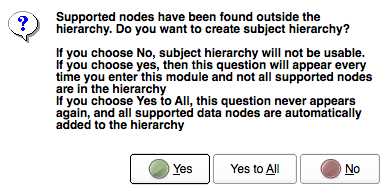 Supported nodes have been found outside the
hierarchy. Do you want to create subject hierarchy?
If you choose No, subject hierarchy will not be usable.
If you choose yes, then this question will appear every
time you enter this module and not all supported nodes
are in the hierarchy
If you choose Yes to All, this question never appears
again, and all supported data nodes are automatically
added to the hierarchy
Yes
Yes to All
No